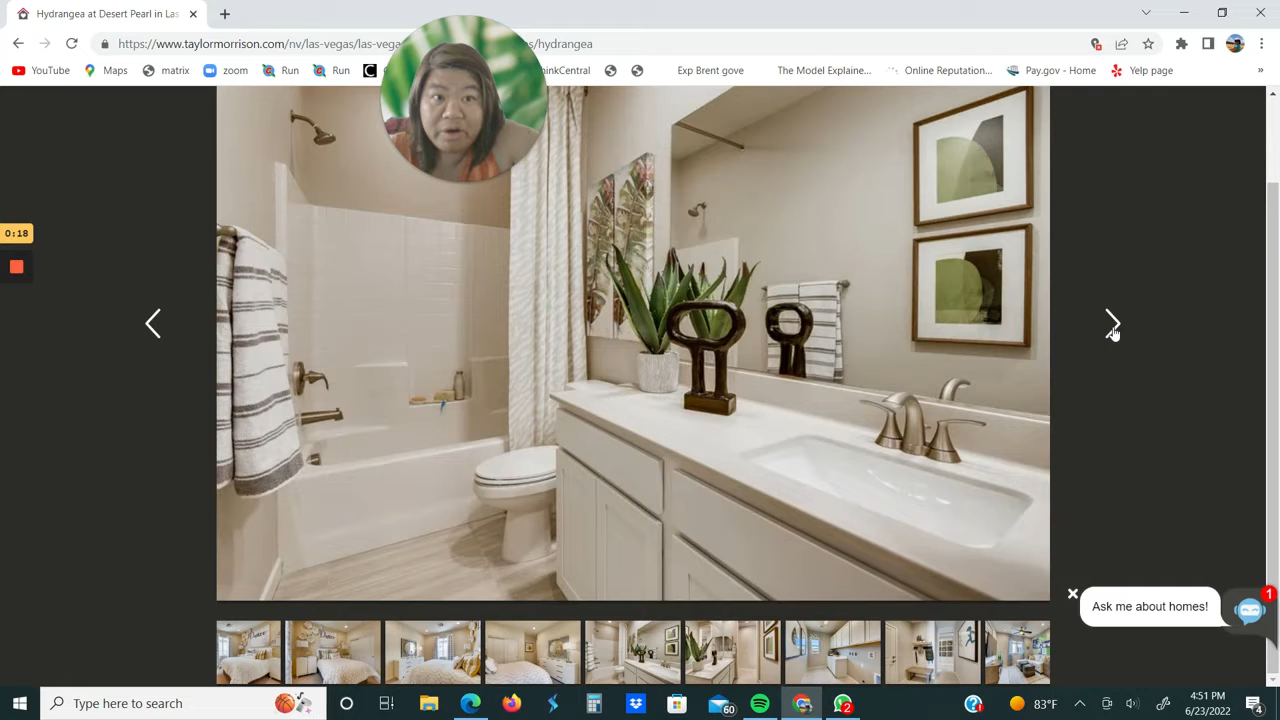 Hydrangea at Desert Pearl in Las
https://www.taylormorrison.com/nv/las-vegas/las-vega
/hydrangea
YouTube
Maps
matrix
zoom
Run
Run
C
hinkCentral
Exp Brent gove
The Model Explaine...
Online Reputation...
Pay.gov - Home
Yelp page
»
0:18
1
Ask me about homes!
Type here to search
60
2
83°F
4:51 PM
6/23/2022
4